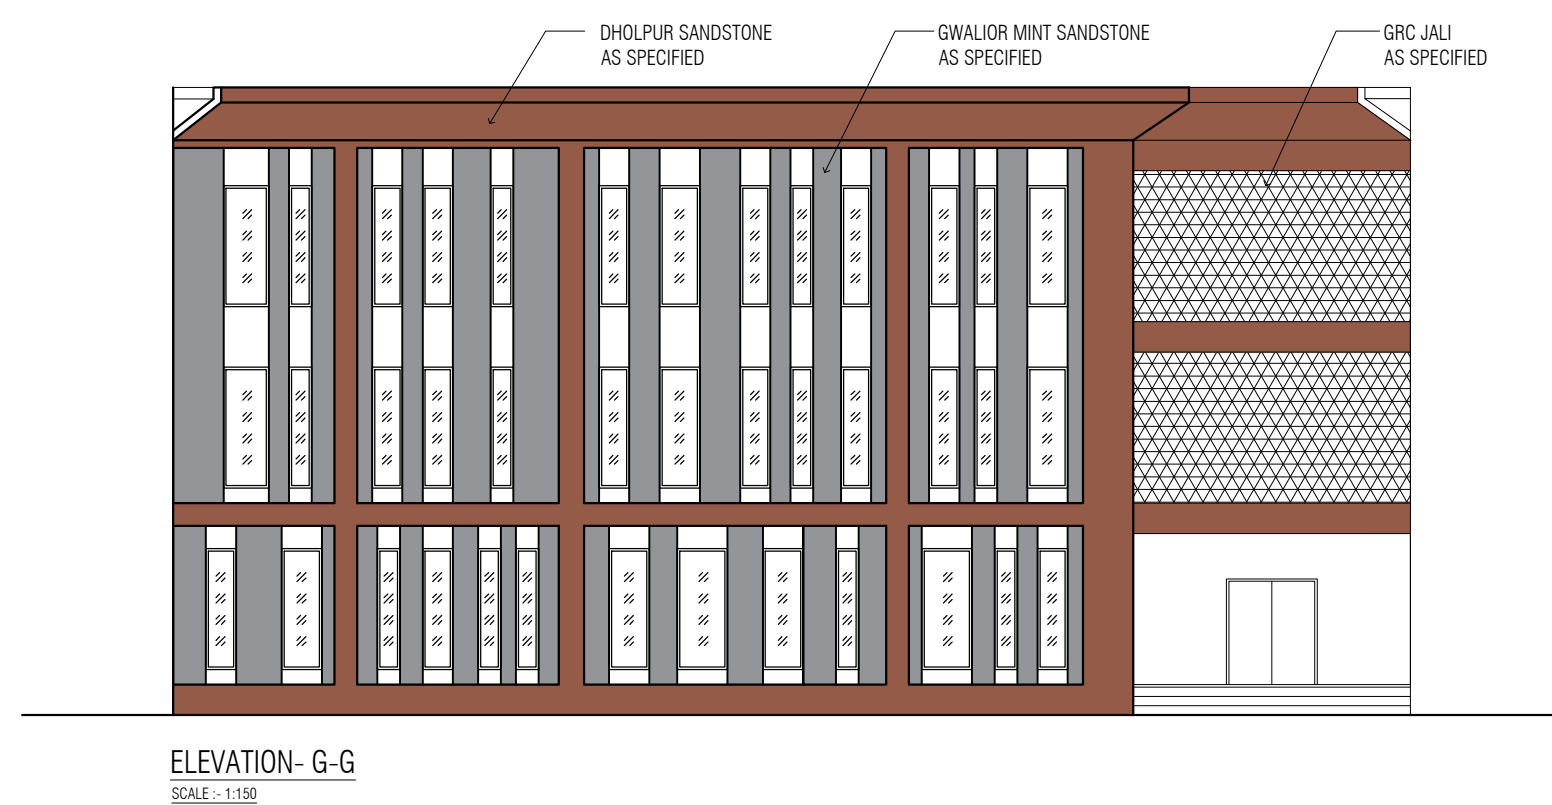 DHOLPUR SANDSTONE
AS SPECIFIED
GWALIOR MINT SANDSTONE
AS SPECIFIED
GRC JALI
AS SPECIFIED
ELEVATION- G-G
SCALE :- 1:150